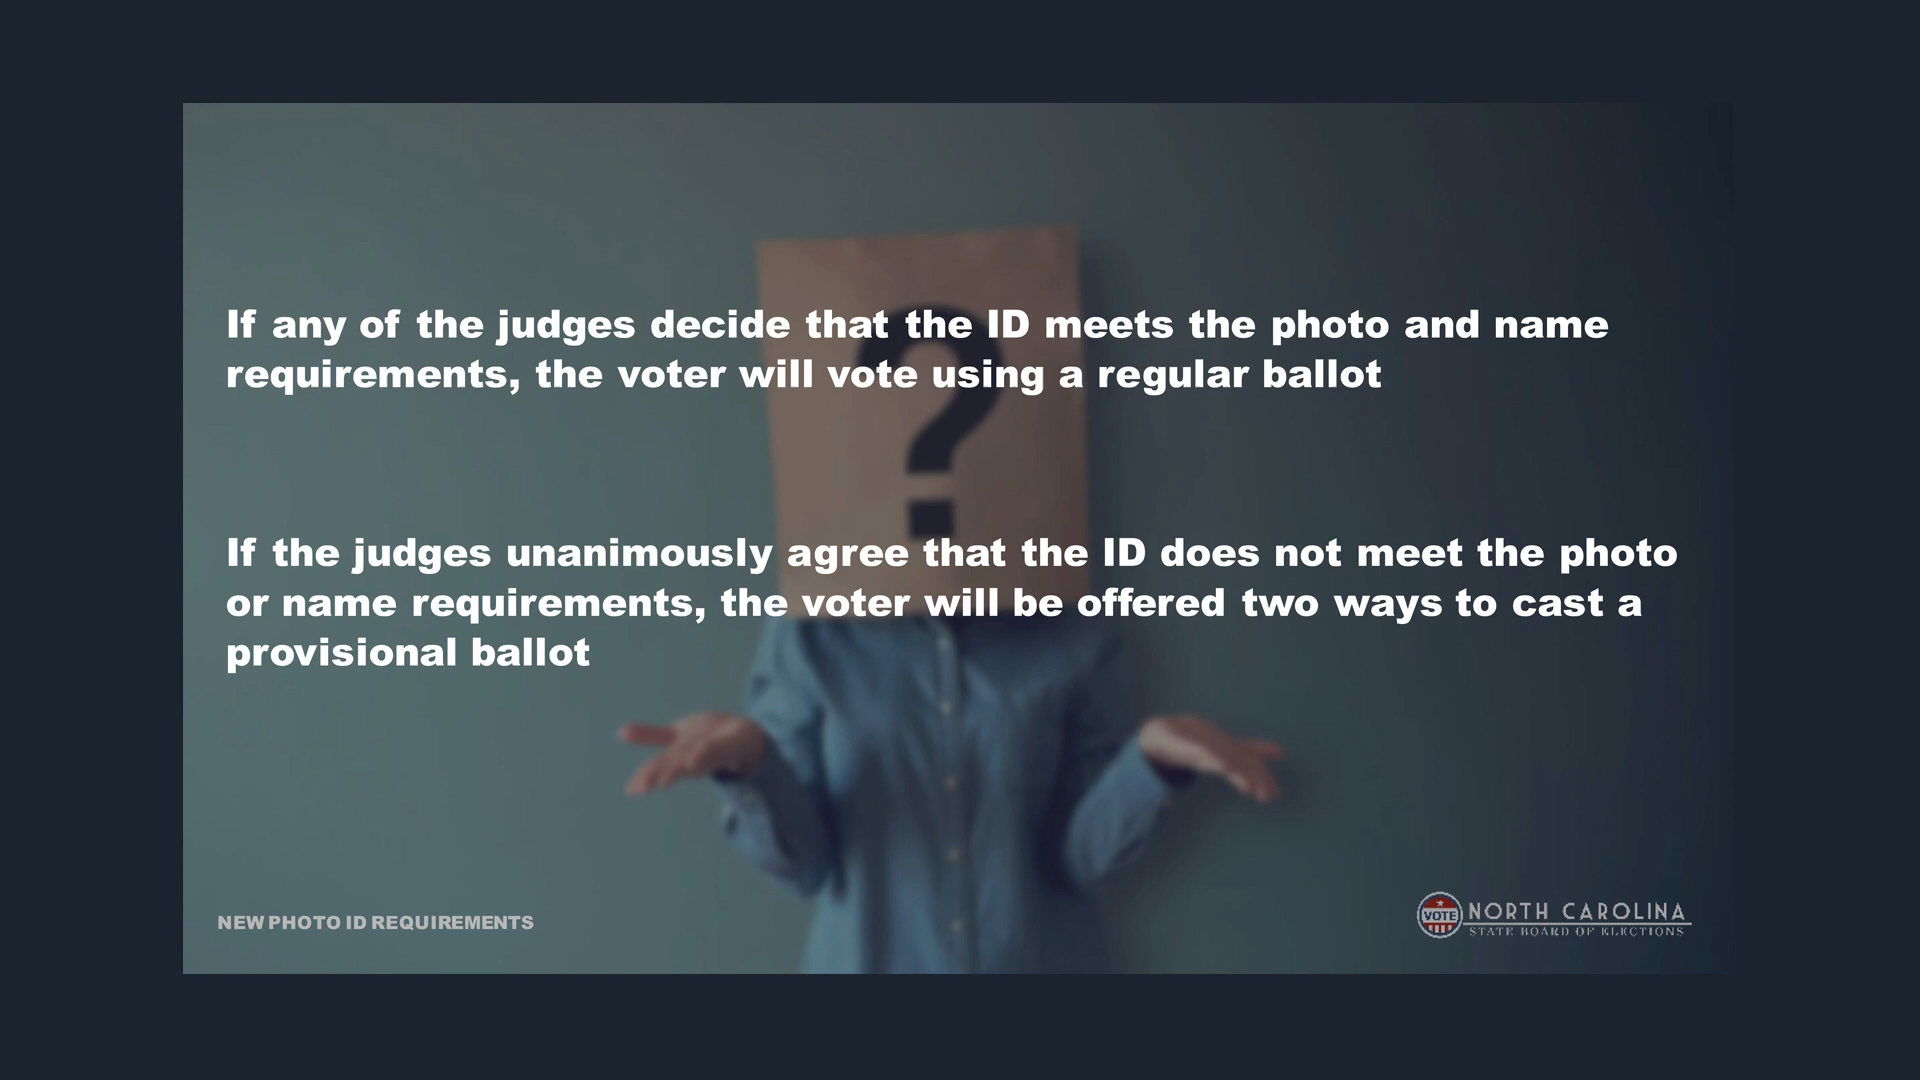 If any of the judges decide that the ID meets the photo and name
requirements, the voter will vote using a regular ballot
?
If the judges unanimously agree that the ID does not meet the photo
or name requirements, the voter will be offered two ways to cast a
provisional ballot
NEW PHOTO ID REQUIREMENTS
VOTE
NORTH CAROLINA
STATE BOARD OF ELECTIONS